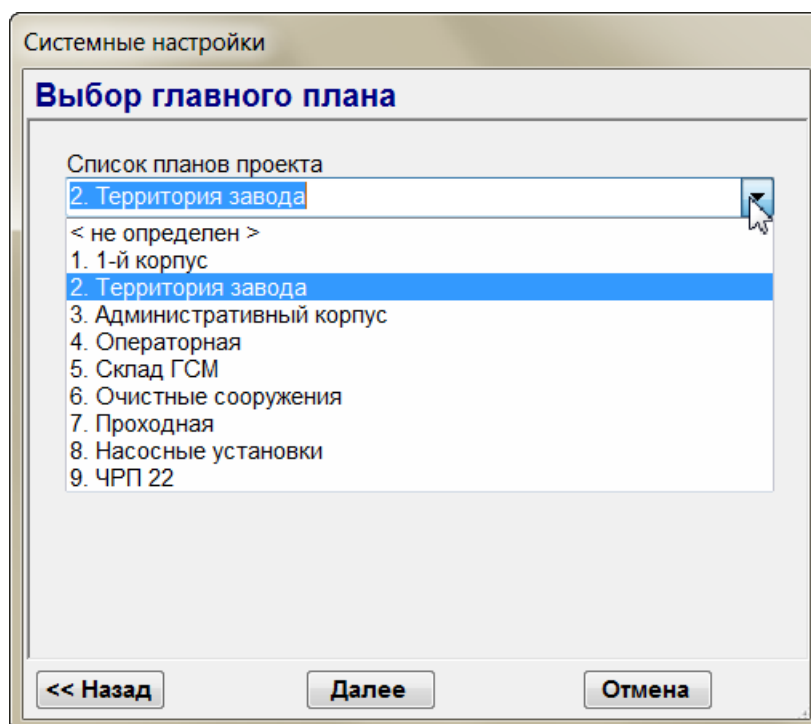 Системные настройки
Выбор главного плана
Список планов проекта
2. Территория завода
< не определен >
1. 1-й корпус
2. Территория завода
3. Административный корпус
4. Операторная
5. Склад ГСМ
6. Очистные сооружения
7. Проходная
8. Насосные установки
9. ЧРП 22
<< Назад Далее Отмена